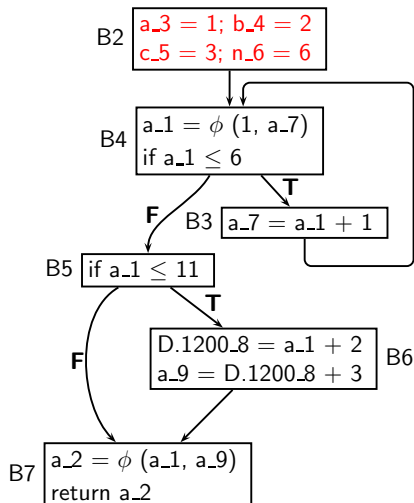 B2
a_3 = 1; b_4 = 2
c_5 = 3; n_6 = 6
B4
a_1 = ϕ (1, a_7)
if a_1 ≤ 6
F
T
B3
a_7 = a_1 + 1
B5
if a_1 ≤ 11
F
T
D.1200_8 = a_1 + 2
a_9 = D.1200_8 + 3
B6
B7
a_2 = ϕ (a_1, a_9)
return a_2